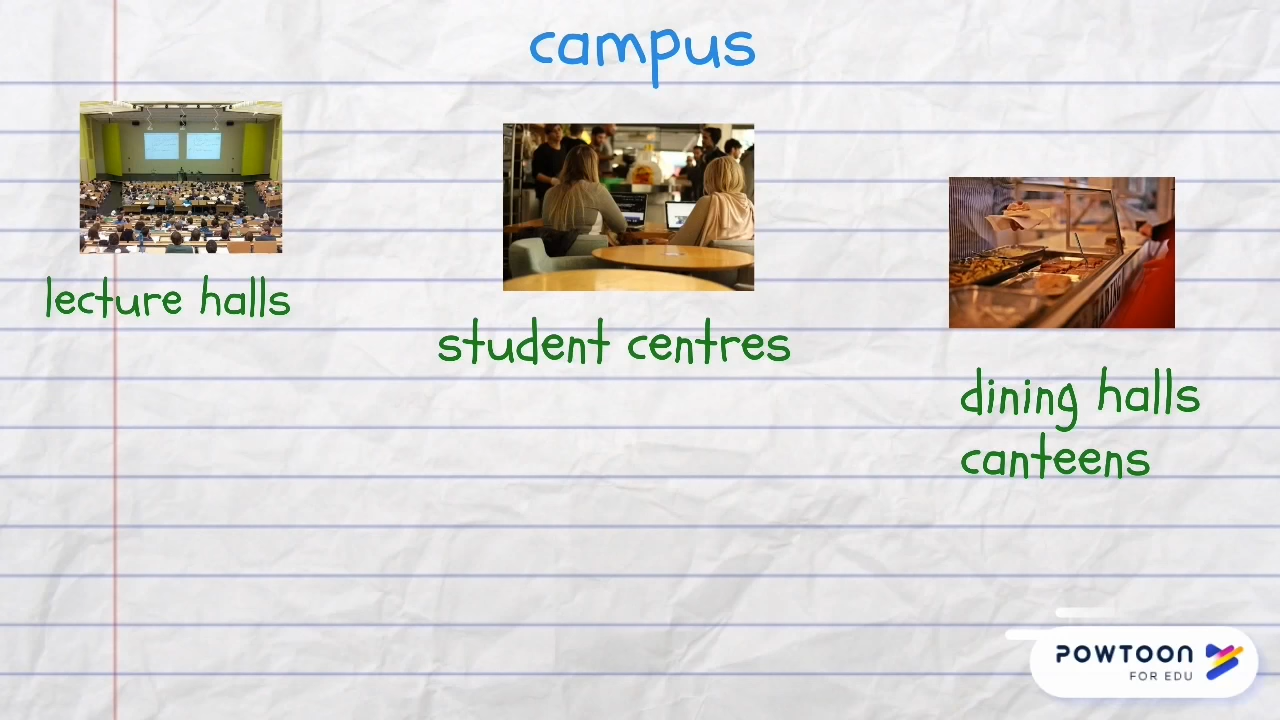 campus
lecture halls
student centres
dining halls
canteens
POWTOON
FOR EDU